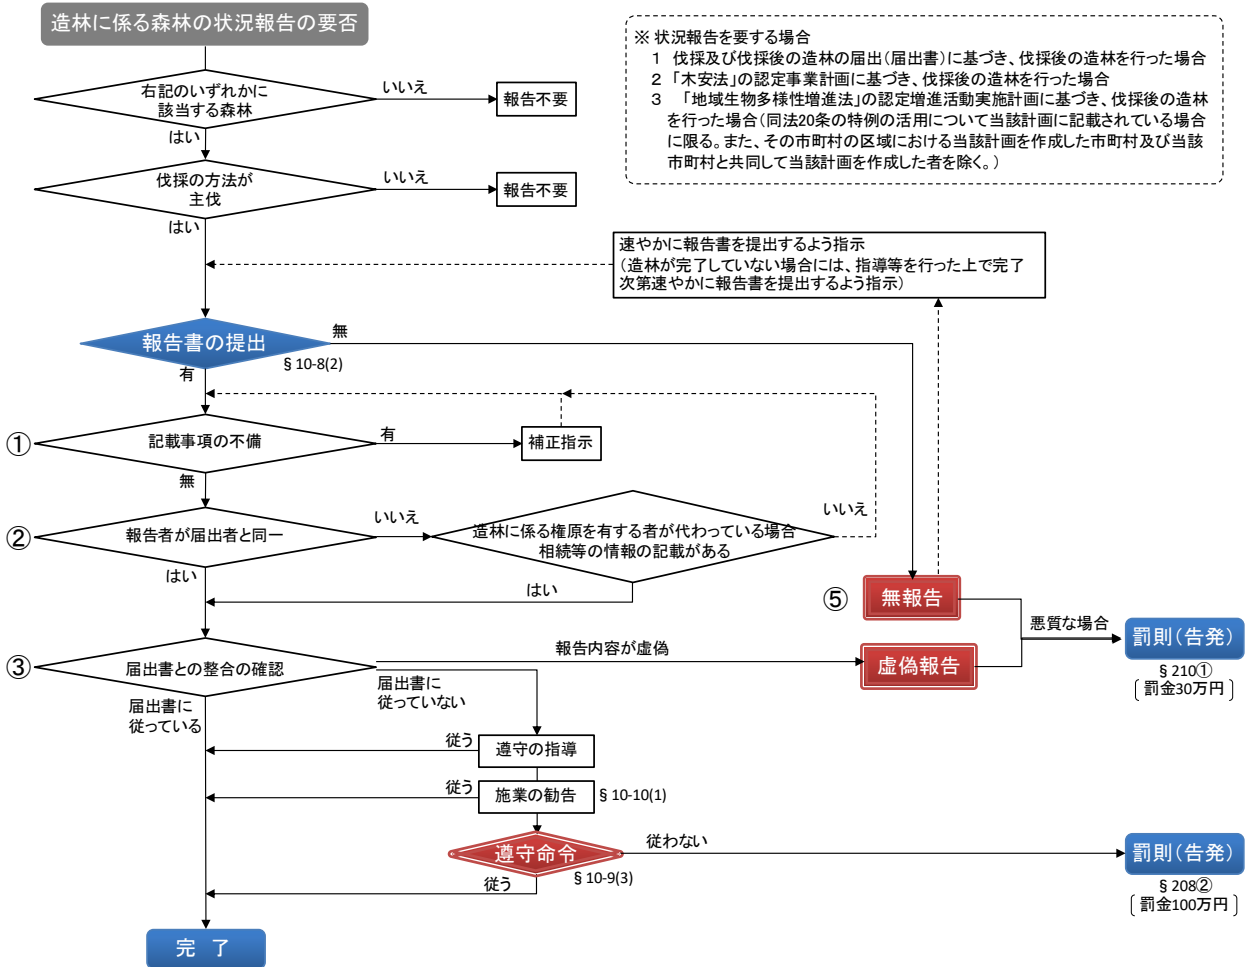 造林に係る森林の状況報告の要否
※ 状況報告を要する場合
1 伐採及び伐採後の造林の届出(届出書)に基づき、伐採後の造林を行った場合
2 「木安法」の認定事業計画に基づき、伐採後の造林を行った場合
3 「地域生物多様性増進法」の認定増進活動実施計画に基づき、伐採後の造林
を行った場合(同法20条の特例の活用について当該計画に記載されている場合
に限る。また、その市町村の区域における当該計画を作成した市町村及び当該
市町村と共同して当該計画を作成した者を除く。)
右記のいずれかに
該当する森林
いいえ
報告不要
はい
伐採の方法が
主伐
いいえ
報告不要
はい
速やかに報告書を提出するよう指示
(造林が完了していない場合には、指導等を行った上で完了
次第速やかに報告書を提出するよう指示)
報告書の提出
無
§10-8(2)
有
①
記載事項の不備
有
補正指示
無
②
報告者が届出者と同一
いいえ
造林に係る権原を有する者が代わっている場合
相続等の情報の記載がある
いいえ
はい
はい
⑤
無報告
悪質な場合
罰則(告発)
§210①
〔罰金30万円〕
③
届出書との整合の確認
報告内容が虚偽
虚偽報告
届出書に
従っていない
届出書に
従っている
従う
遵守の指導
従う
施業の勧告
§10-10(1)
遵守命令
従わない
§10-9(3)
罰則(告発)
§208②
〔罰金100万円〕
従う
完 了